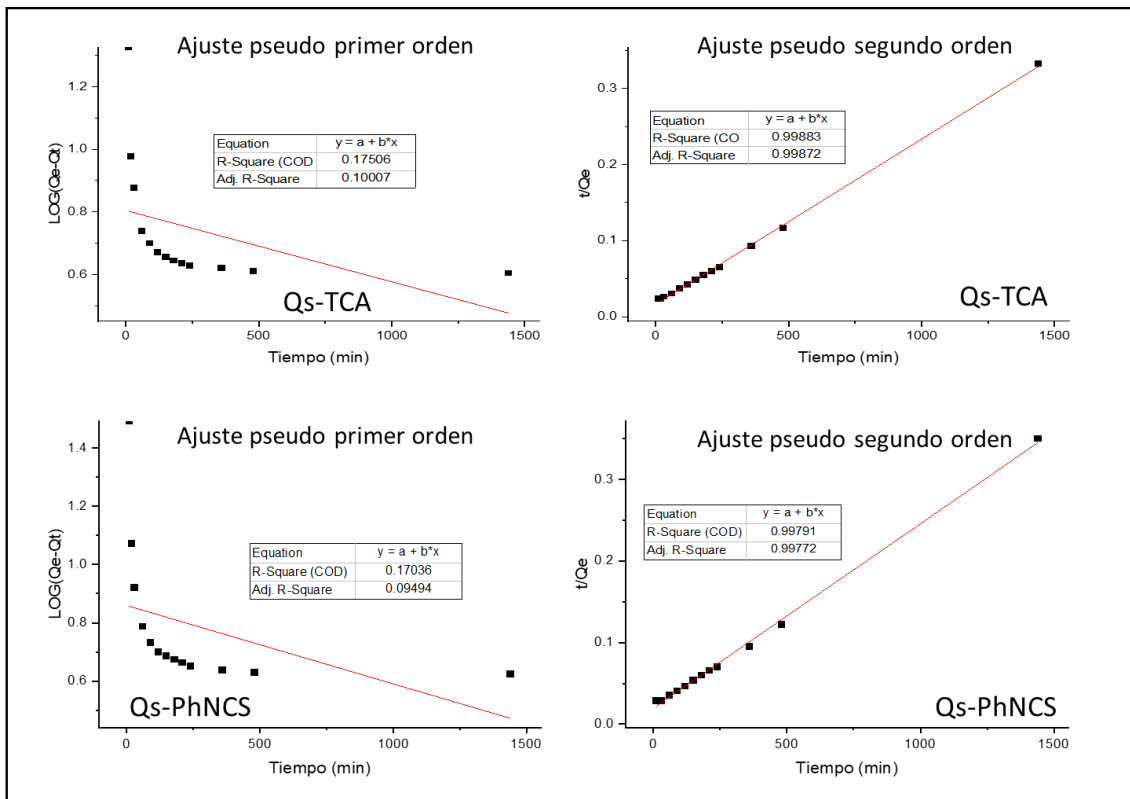 Ajuste pseudo primer orden
LOG(Qe-Qt)
1.2
1.0
0.8
0.6
Equation y = a + b*x
R-Square (COD 0.17506
Adj. R-Square 0.10007
Qs-TCA
0 500 1000 1500
Tiempo (min)
Ajuste pseudo segundo orden
t/Qe
0.3
0.2
0.1
0.0
Equation y = a + b*x
R-Square (CO 0.99883
Adj. R-Square 0.99872
Qs-TCA
0 500 1000 1500
Tiempo (min)
Ajuste pseudo primer orden
LOG(Qe-Qt)
1.4
1.2
1.0
0.8
0.6
Equation y = a + b*x
R-Square (COD) 0.17036
Adj. R-Square 0.09494
Qs-PhNCS
0 500 1000 1500
Tiempo (min)
Ajuste pseudo segundo orden
t/Qe
0.3
0.2
0.1
0.0
Equation y = a + b*x
R-Square (COD) 0.99791
Adj. R-Square 0.99772
Qs-PhNCS
0 500 1000 1500
Tiempo (min)